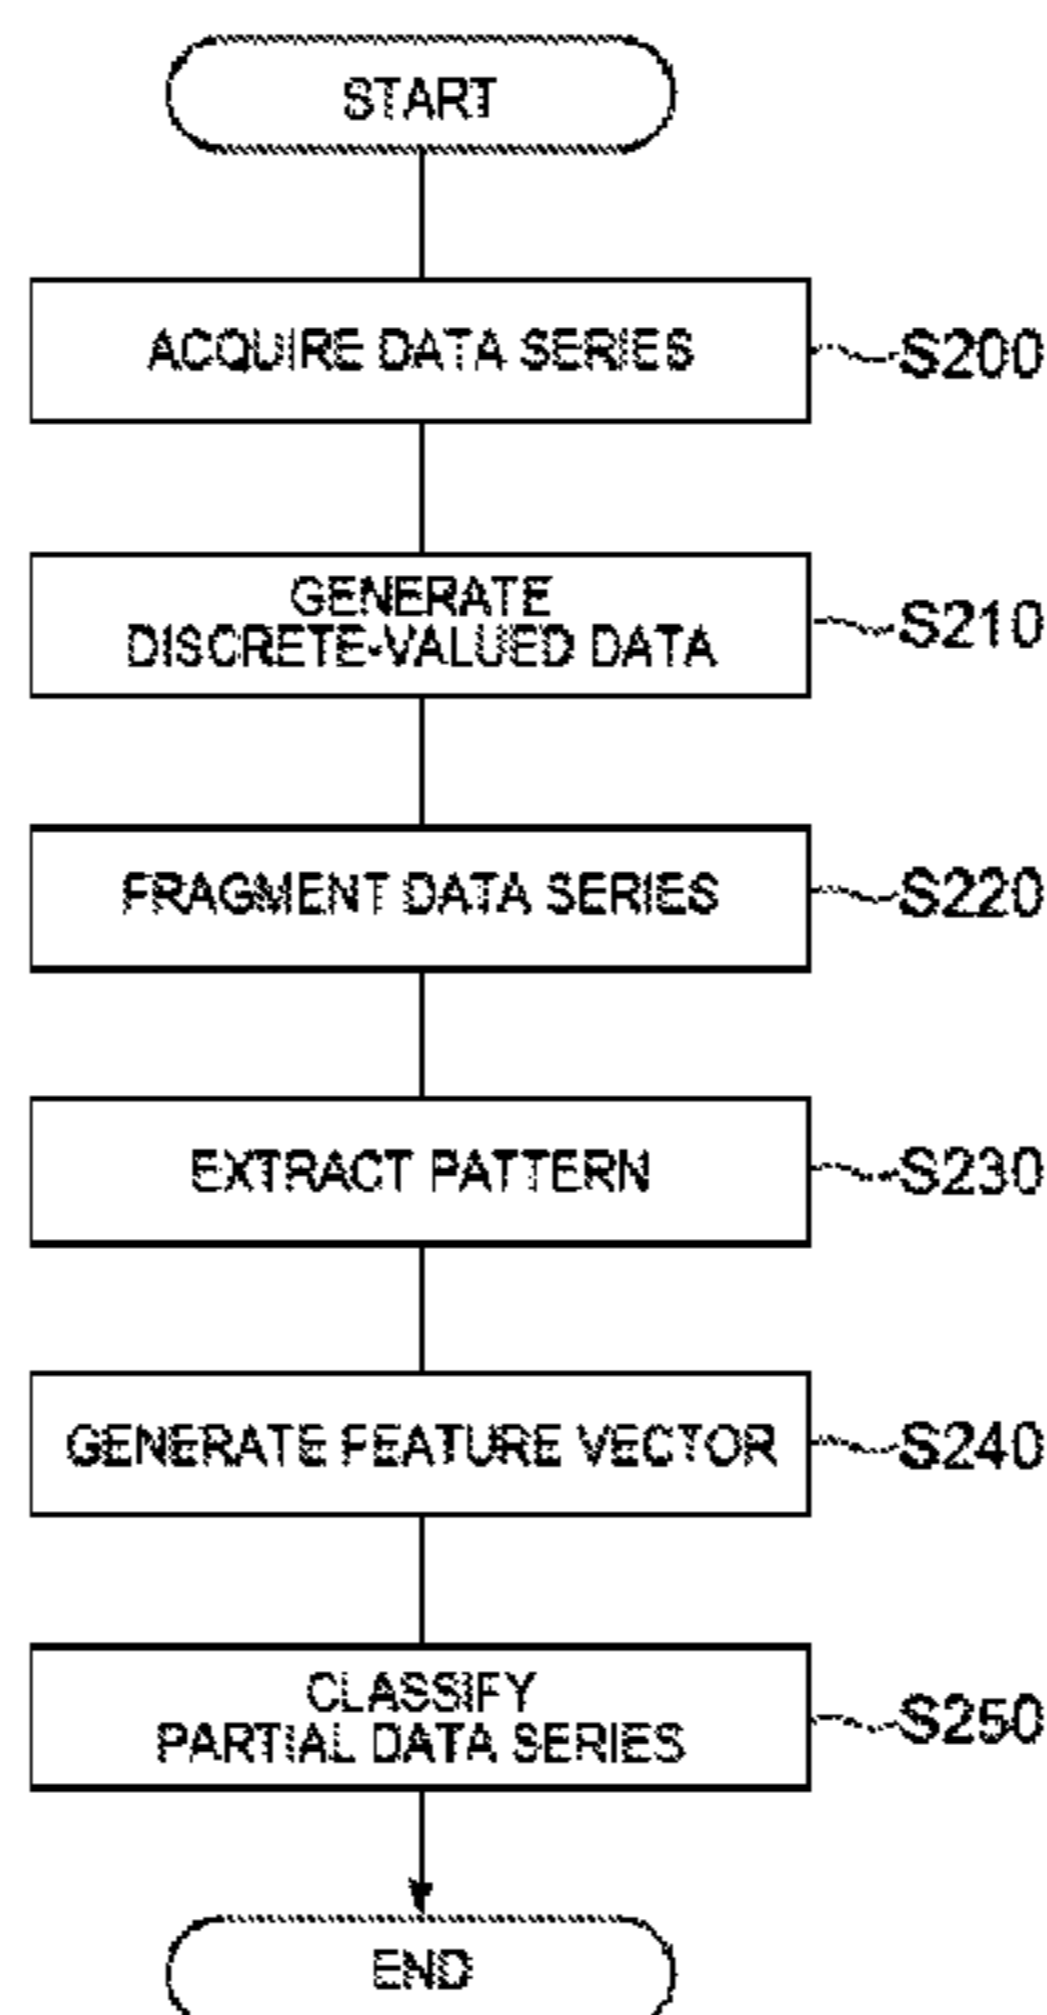 START
ACQUIRE DATA SERIES
S200
GENERATE
DISCRETE-VALUED DATA
S210
FRAGMENT DATA SERIES
S220
EXTRACT PATTERN
S230
GENERATE FEATURE VECTOR
S240
CLASSIFY
PARTIAL DATA SERIES
S250
END